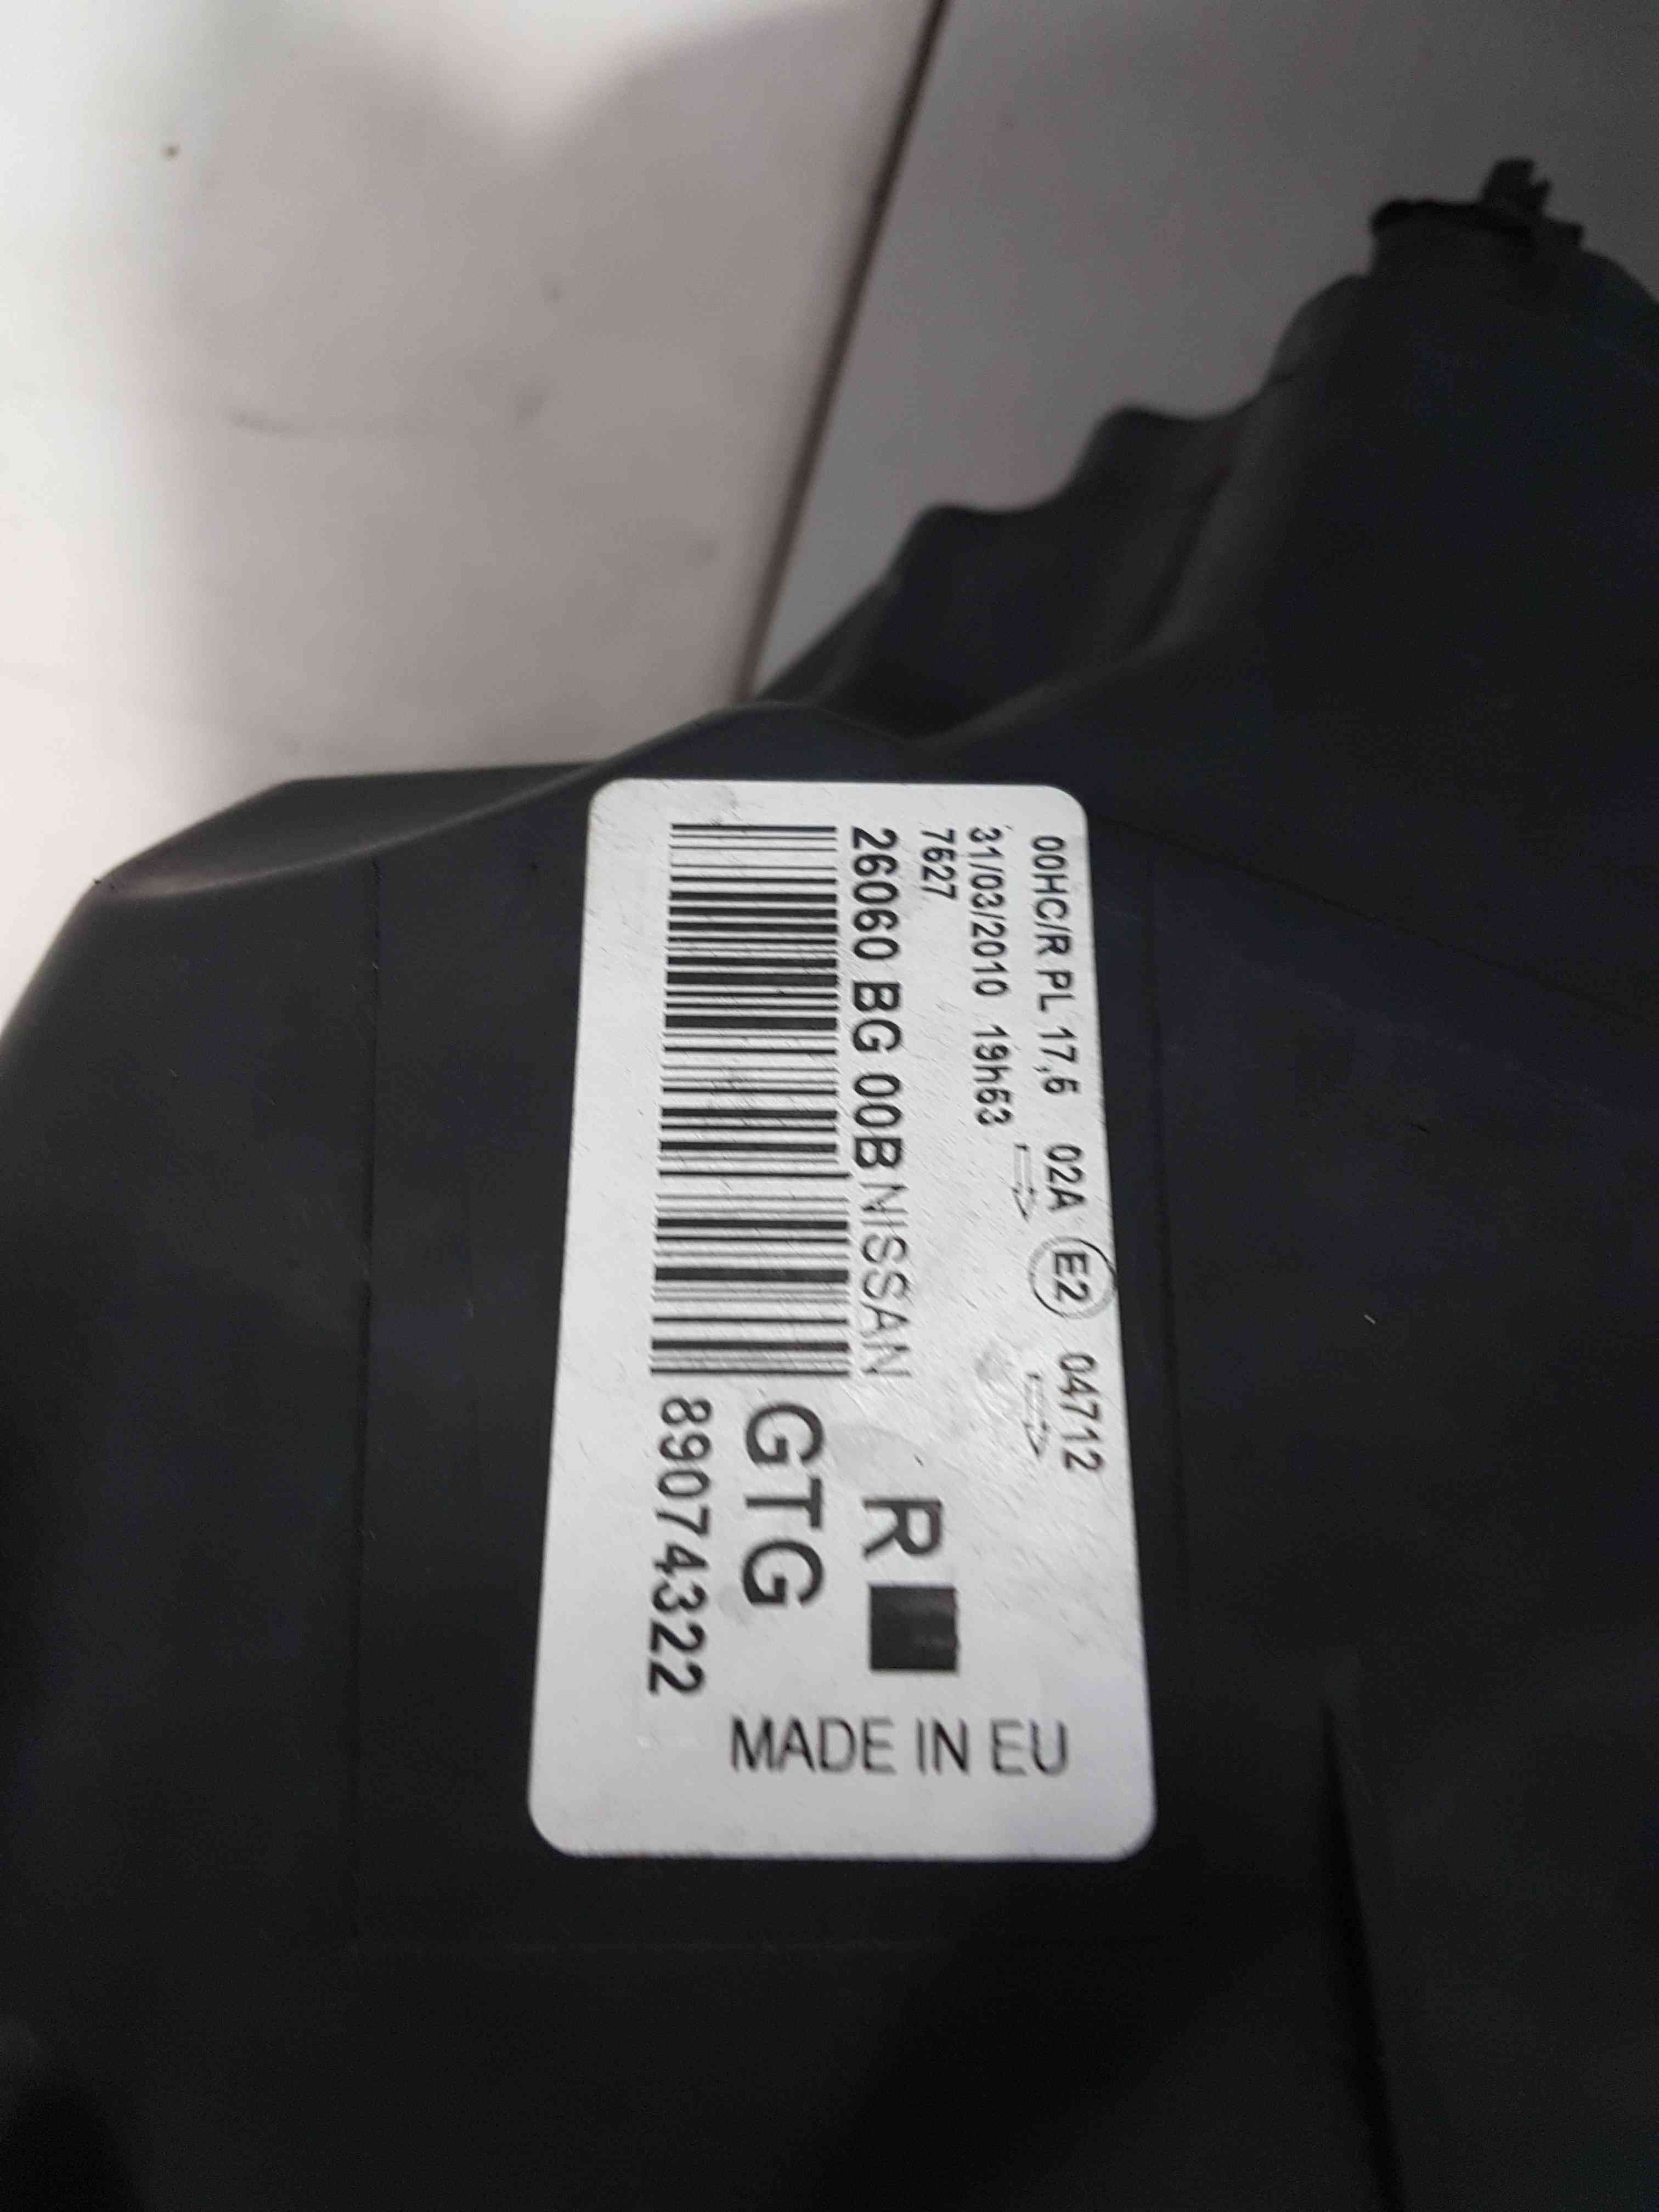 00HC/R PL 17,5 02A E2 04712
31/03/2010 19h53
7627
26060 BG 00B NISSAN
R
GTG
89074322
MADE IN EU